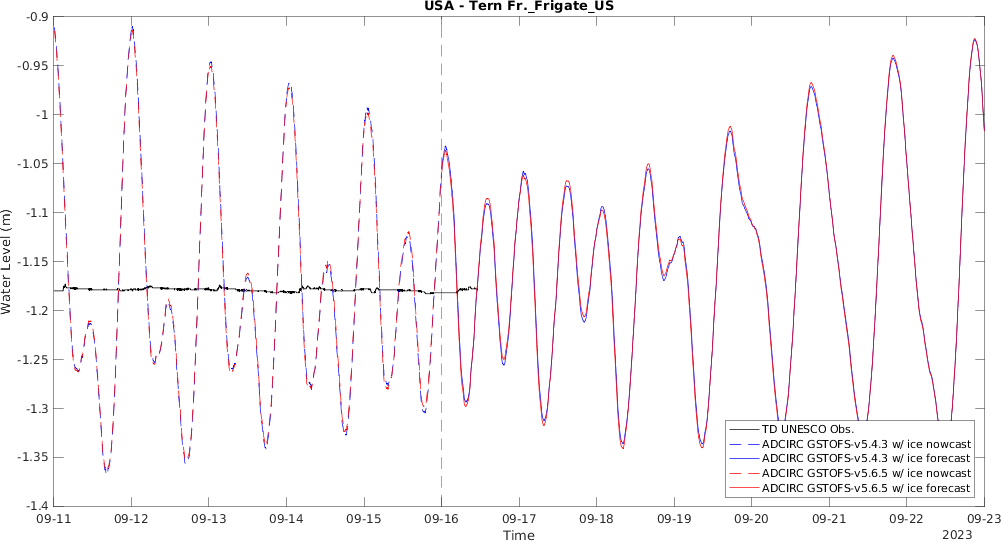 USA - Tern Fr._Frigate_US
-0.9
-0.95
-1
-1.05
-1.1
-1.15
-1.2
-1.25
-1.3
-1.35
-1.4
Water Level (m)
TD UNESCO Obs.
ADCIRC GSTOFS-v5.4.3 w/ ice nowcast
ADCIRC GSTOFS-v5.4.3 w/ ice forecast
ADCIRC GSTOFS-v5.6.5 w/ ice nowcast
ADCIRC GSTOFS-v5.6.5 w/ ice forecast
09-11 09-12 09-13 09-14 09-15 09-16 09-17 09-18 09-19 09-20 09-21 09-22 09-23
Time
2023